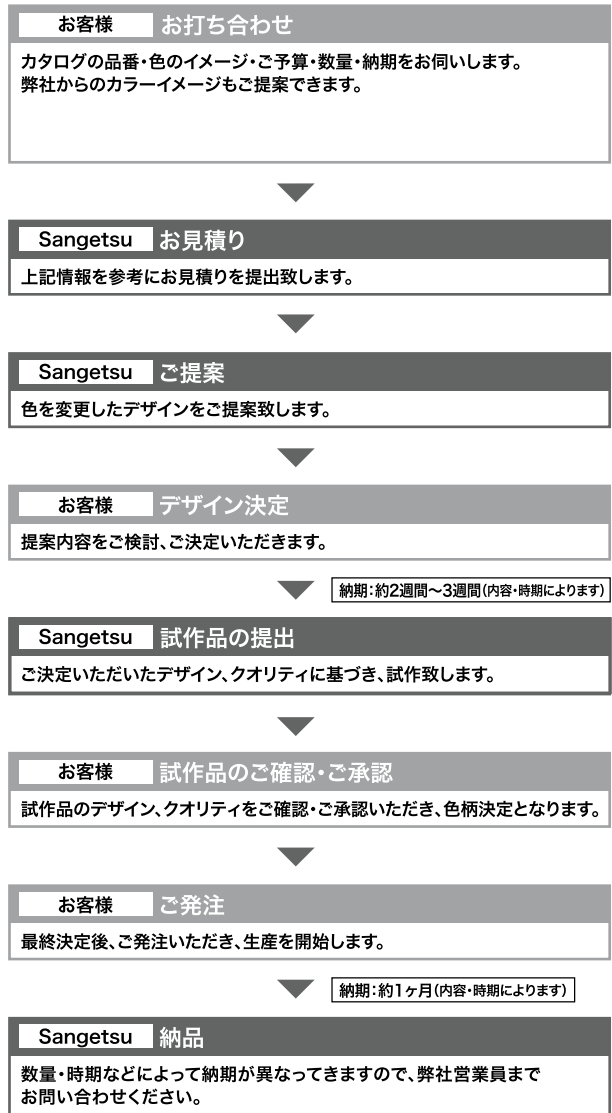 お客様 お打ち合わせ
カタログの品番・色のイメージ・ご予算・数量・納期をお伺いします。
弊社からのカラーイメージもご提案できます。
Sangetsu お見積り
上記情報を参考にお見積りを提出致します。
Sangetsu ご提案
色を変更したデザインをご提案致します。
お客様 デザイン決定
提案内容をご検討、ご決定いただきます。
納期：約2週間〜3週間（内容・時期によります）
Sangetsu 試作品の提出
ご決定いただいたデザイン、クオリティに基づき、試作致します。
お客様 試作品のご確認・ご承認
試作品のデザイン、クオリティをご確認・ご承認いただき、色柄決定となります。
お客様 ご発注
最終決定後、ご発注いただき、生産を開始します。
納期：約1ヶ月（内容・時期によります）
Sangetsu 納品
数量・時期などによって納期が異なってきますので、弊社営業員まで
お問い合わせください。